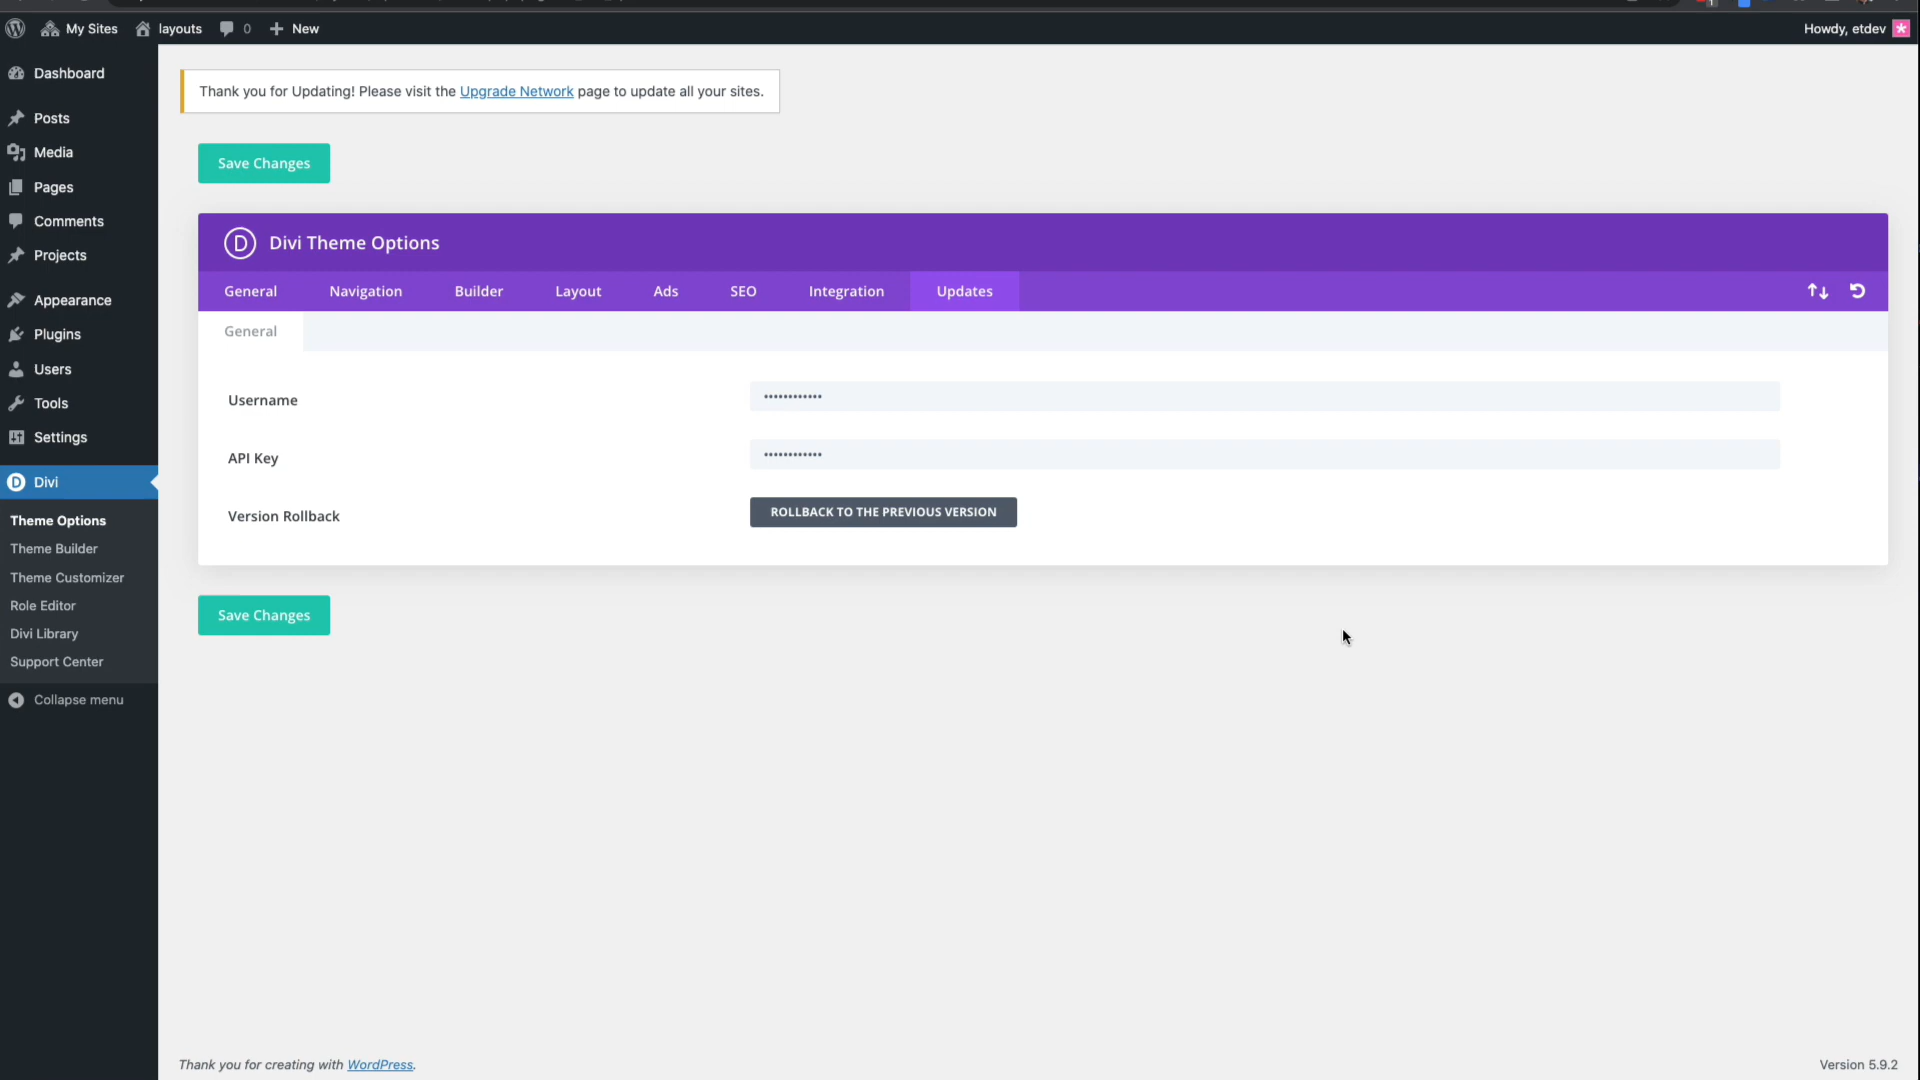 My Sites
layouts
0
New
Howdy, etdev
Dashboard
Posts
Media
Pages
Comments
Projects
Appearance
Plugins
Users
Tools
Settings
Divi
Theme Options
Theme Builder
Theme Customizer
Role Editor
Divi Library
Support Center
Collapse menu
Thank you for Updating! Please visit the Upgrade Network page to update all your sites.
Save Changes
D Divi Theme Options
General
Navigation
Builder
Layout
Ads
SEO
Integration
Updates
General
Username
••••••••••••
API Key
••••••••••••
Version Rollback
ROLLBACK TO THE PREVIOUS VERSION
Save Changes
Thank you for creating with WordPress.
Version 5.9.2